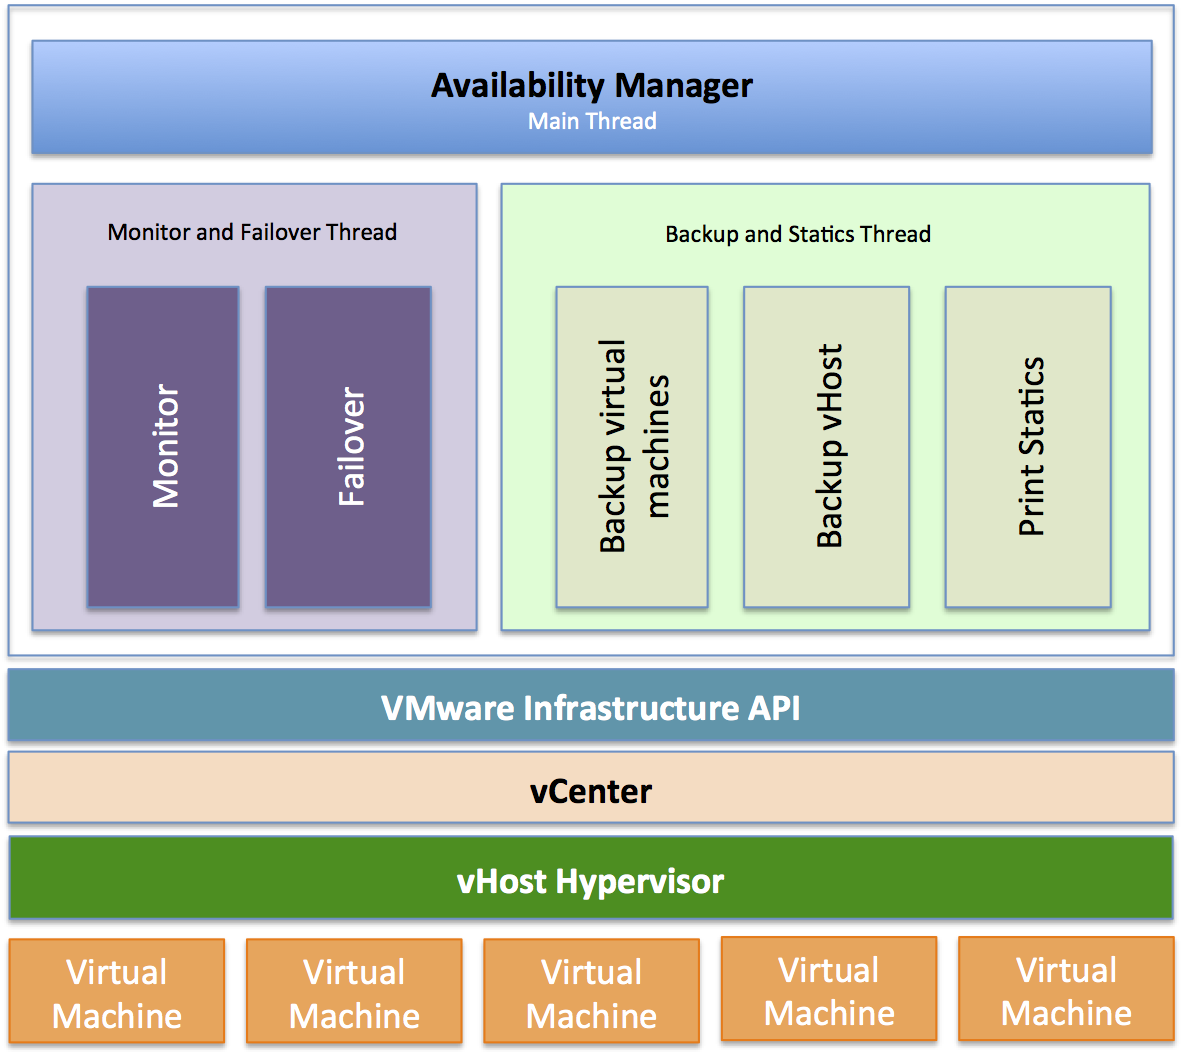 Availability Manager
Main Thread
Monitor and Failover Thread
Monitor
Failover
Backup and Statics Thread
Backup virtual
machines
Backup vHost
Print Statics
VMware Infrastructure API
vCenter
vHost Hypervisor
Virtual
Machine
Virtual
Machine
Virtual
Machine
Virtual
Machine
Virtual
Machine